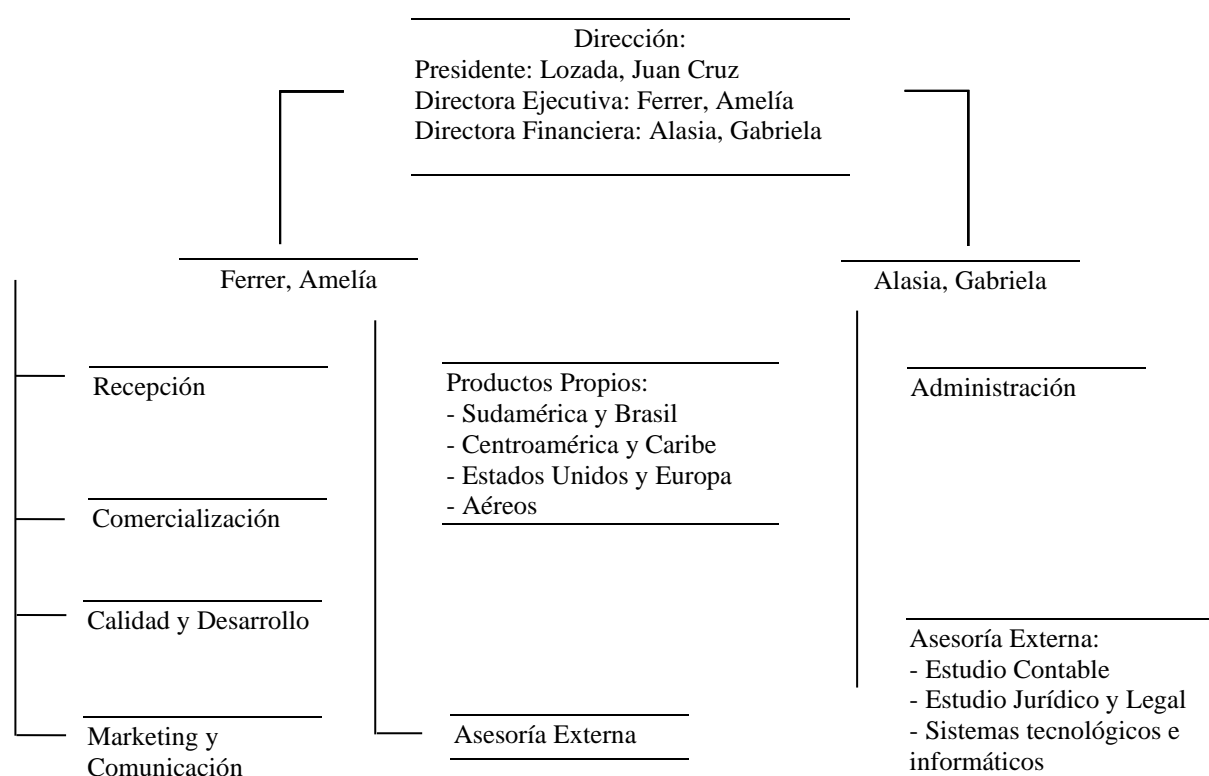 Dirección:
Presidente: Lozada, Juan Cruz
Directora Ejecutiva: Ferrer, Amelía
Directora Financiera: Alasia, Gabriela
Ferrer, Amelía
Alasia, Gabriela
Recepción
Comercialización
Calidad y Desarrollo
Marketing y
Comunicación
Productos Propios:
- Sudamérica y Brasil
- Centroamérica y Caribe
- Estados Unidos y Europa
- Aéreos
Asesoría Externa
Administración
Asesoría Externa:
- Estudio Contable
- Estudio Jurídico y Legal
- Sistemas tecnológicos e
informáticos